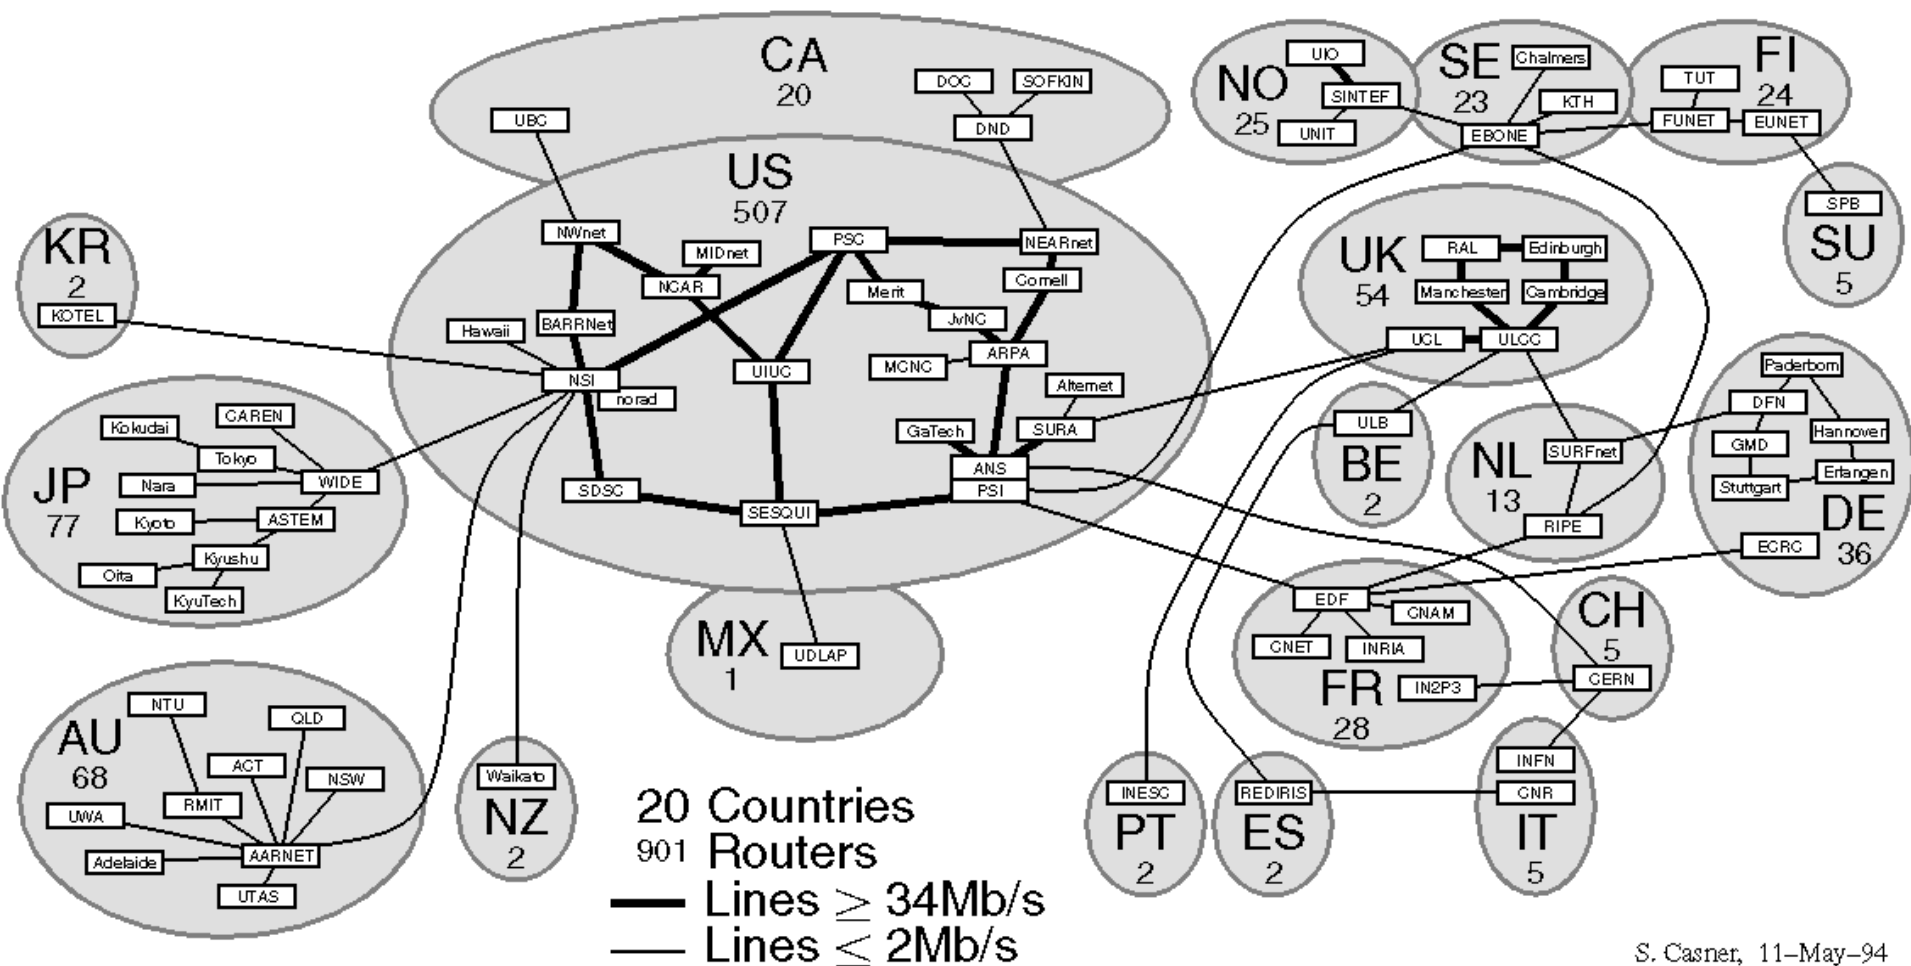 CA
20
UBC
DOC
SOFKIN
DND
NO
25
UIO
SINTEF
UNIT
SE
23
Chalmers
KTH
EBONE
FI
24
TUT
FUNET
EUNET
SPB
SU
5
US
507
NWnet
MIDnet
NCAR
PSC
NEARnet
Cornell
Merit
JvNC
ARPA
MCNC
Hawaii
BARRNet
NSI
norad
UIUC
Alternet
GaTech
SURA
ANS
PSI
SDSC
SESQUI
KR
2
KOTEL
UK
54
RAL
Edinburgh
Manchester
Cambridge
UCL
ULCC
ULB
BE
2
NL
13
SURFnet
RIPE
Paderborn
DFN
GMD
Hannover
Stuttgart
Erlangen
DE
36
ECRC
JP
77
CAREN
Kokudai
Tokyo
Nara
WIDE
Kyoto
ASTEM
Kyushu
Oita
KyuTech
MX
1
UDLAP
EDF
CNAM
CNET
INRIA
FR
28
IN2P3
CH
5
CERN
AU
68
NTU
QLD
ACT
NSW
RMIT
UWA
Adelaide
AARNET
UTAS
Waikato
NZ
2
INESC
PT
2
REDIRIS
ES
2
INFN
CNR
IT
5
20 Countries
901 Routers
Lines ≥ 34Mb/s
Lines ≤ 2Mb/s
S. Casner, 11–May–94